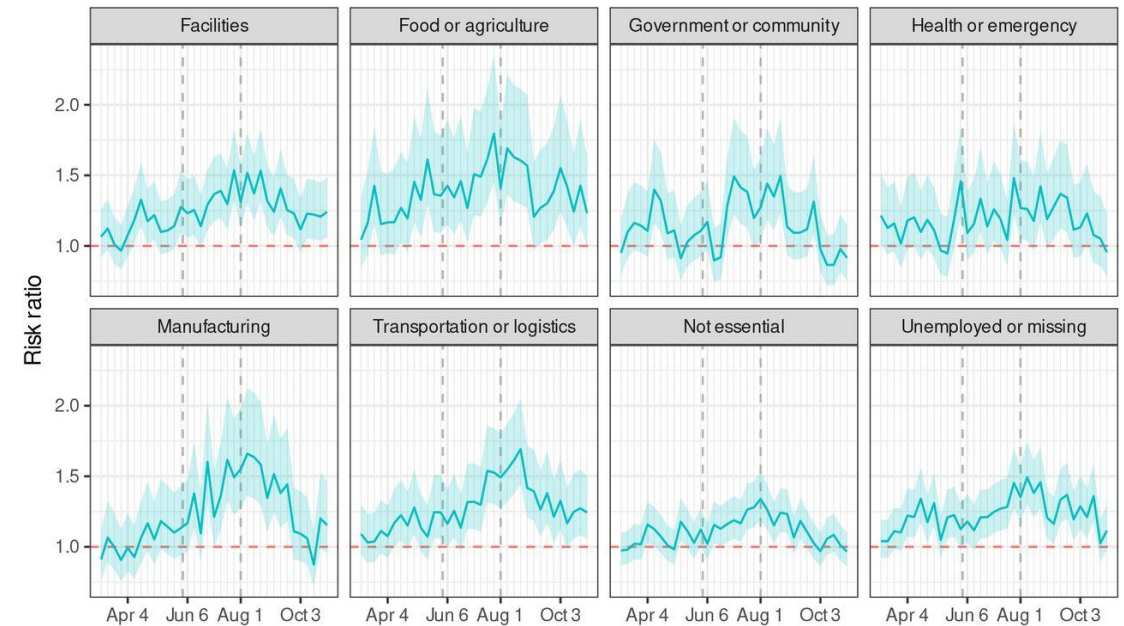 Facilities
Food or agriculture
Government or community
Health or emergency
2.0
1.5
1.0
Risk ratio
Manufacturing
Transportation or logistics
Not essential
Unemployed or missing
2.0
1.5
1.0
Apr 4 Jun 6 Aug 1 Oct 3
Apr 4 Jun 6 Aug 1 Oct 3
Apr 4 Jun 6 Aug 1 Oct 3
Apr 4 Jun 6 Aug 1 Oct 3